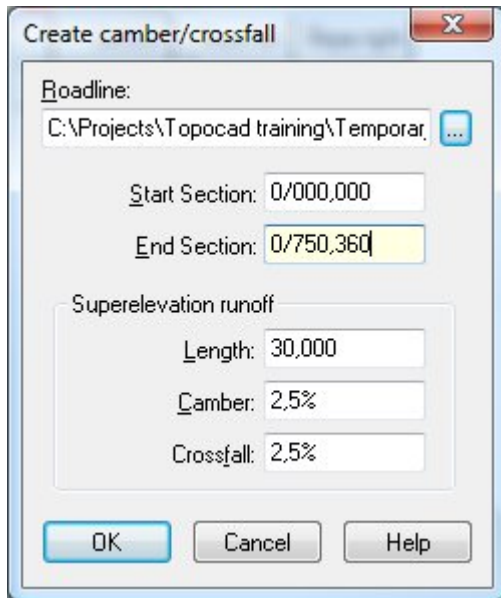 Create camber/crossfall
Roadline:
C:\Projects\Topocad training\Temporar
...
Start Section: 0/000,000
End Section: 0/750,360
Superelevation runoff
Length: 30,000
Camber: 2,5%
Crossfall: 2,5%
OK Cancel Help